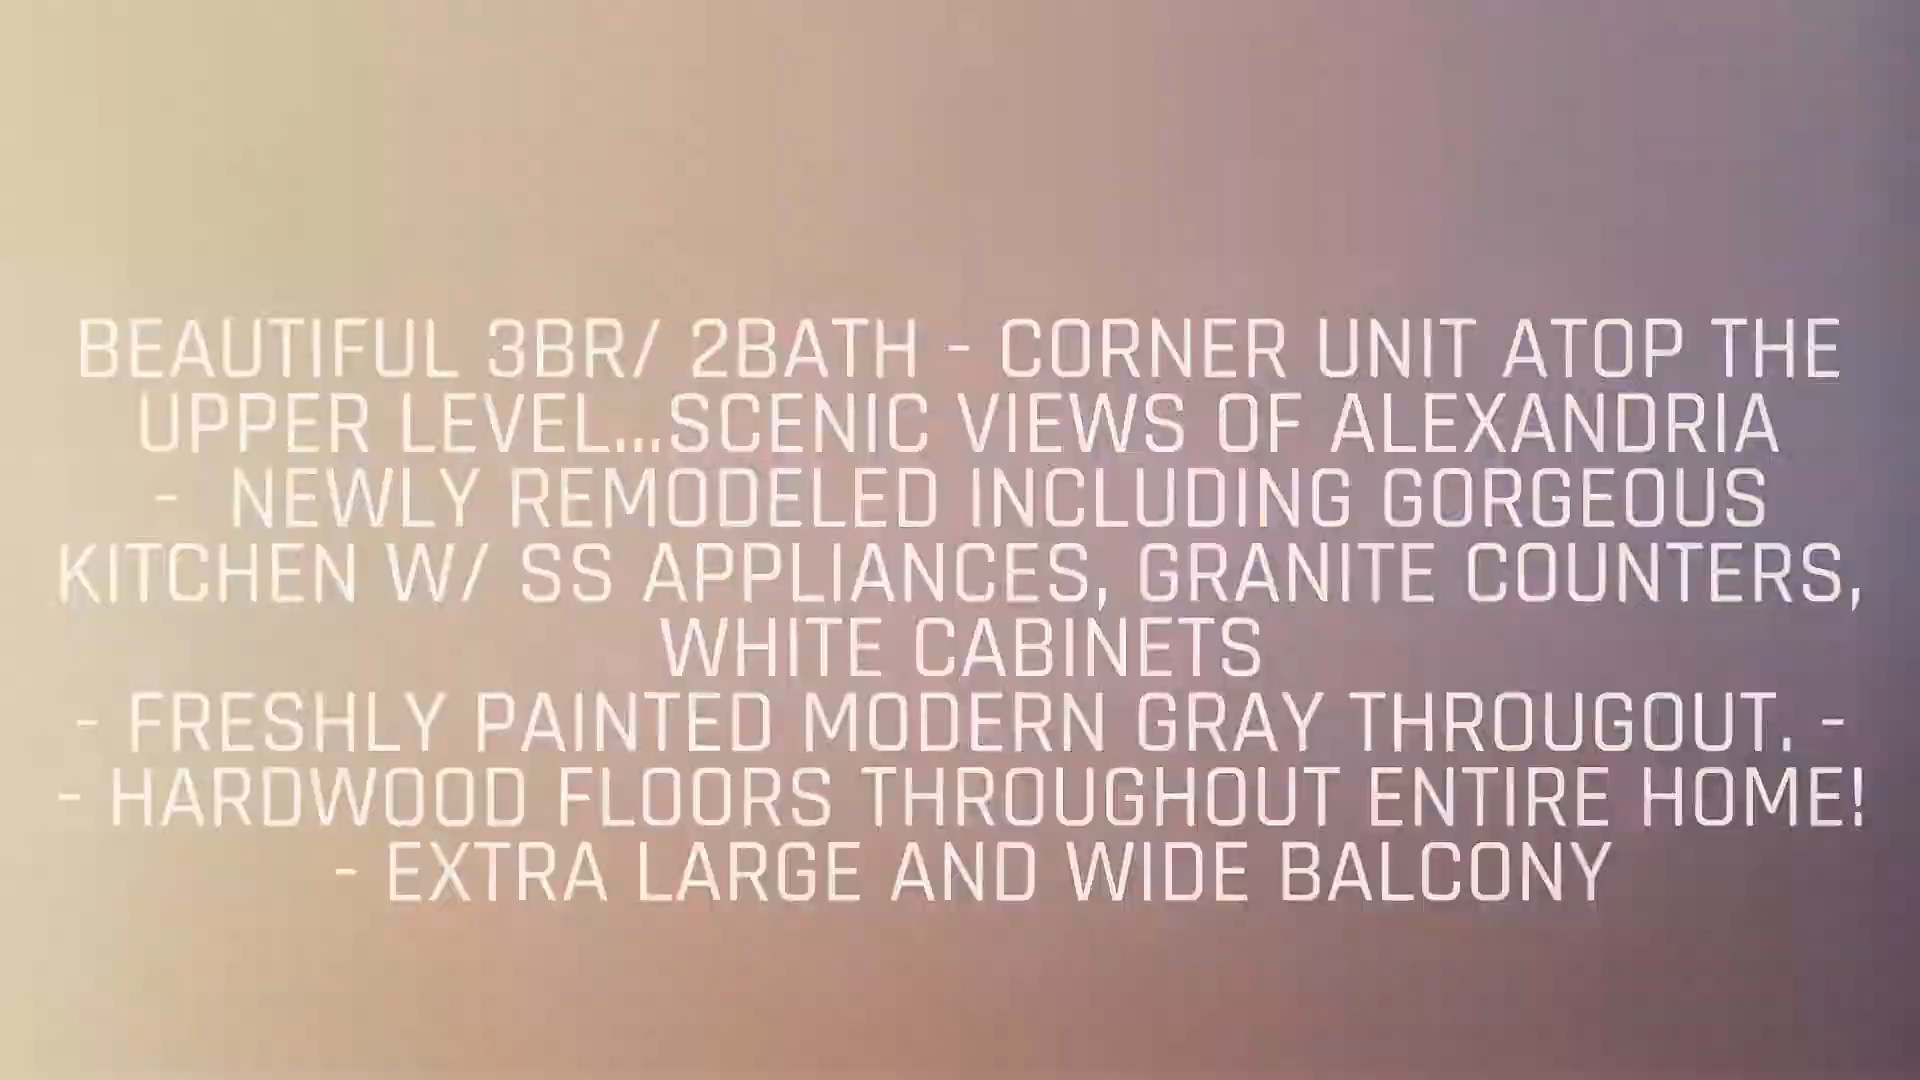 BEAUTIFUL 3BR/ 2BATH - CORNER UNIT ATOP THE
UPPER LEVEL...SCENIC VIEWS OF ALEXANDRIA
- NEWLY REMODELED INCLUDING GORGEOUS
KITCHEN W/ SS APPLIANCES, GRANITE COUNTERS,
WHITE CABINETS
- FRESHLY PAINTED MODERN GRAY THROUGOUT. -
- HARDWOOD FLOORS THROUGHOUT ENTIRE HOME!
- EXTRA LARGE AND WIDE BALCONY